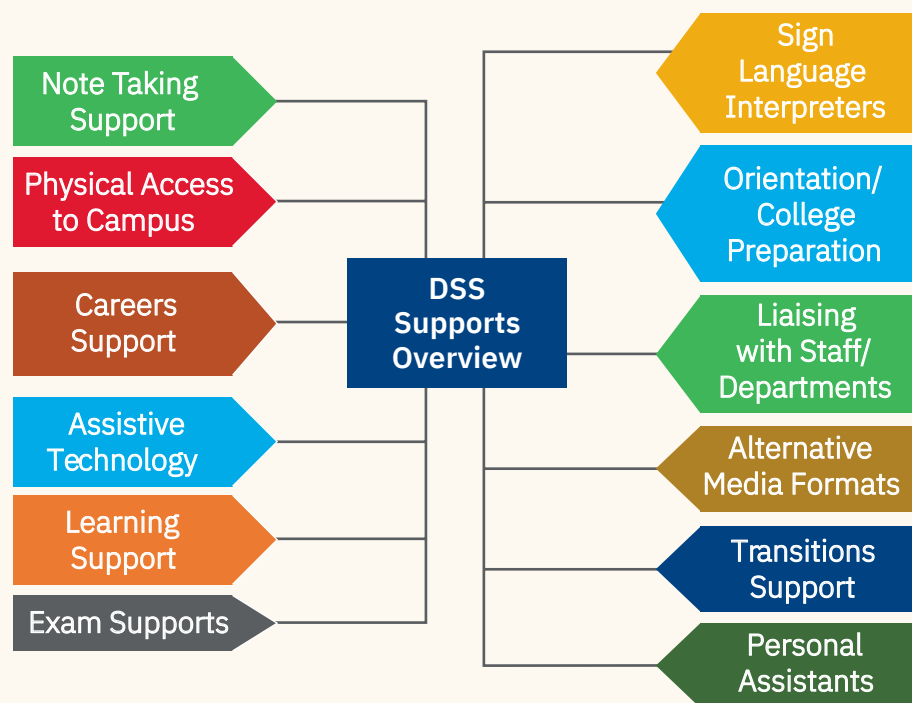 Note Taking
Support
Physical Access
to Campus
Careers
Support
Assistive
Technology
Learning
Support
Exam Supports
DSS
Supports
Overview
Sign
Language
Interpreters
Orientation/
College
Preparation
Liaising
with Staff/
Departments
Alternative
Media Formats
Transitions
Support
Personal
Assistants